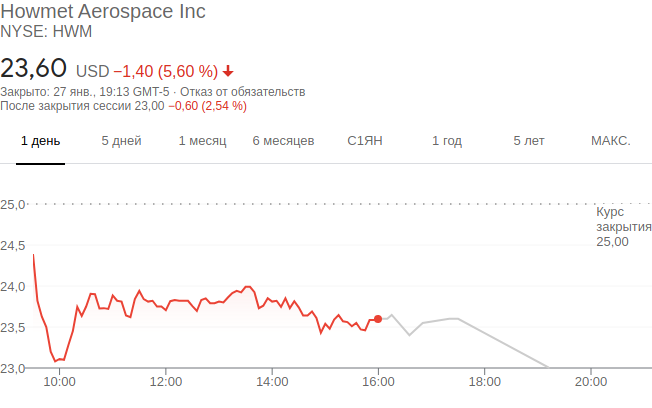 Howmet Aerospace Inc
NYSE: HWM
23,60 USD −1,40 (5,60 %)
Закрыто: 27 янв., 19:13 GMT-5 · Отказ от обязательств
После закрытия сессии 23,00 −0,60 (2,54 %)
1 день 5 дней 1 месяц 6 месяцев С1ЯН 1 год 5 лет МАКС.
25,0
Курс
закрытия
25,00
24,5
24,0
23,5
23,0
10:00 12:00 14:00 16:00 18:00 20:00